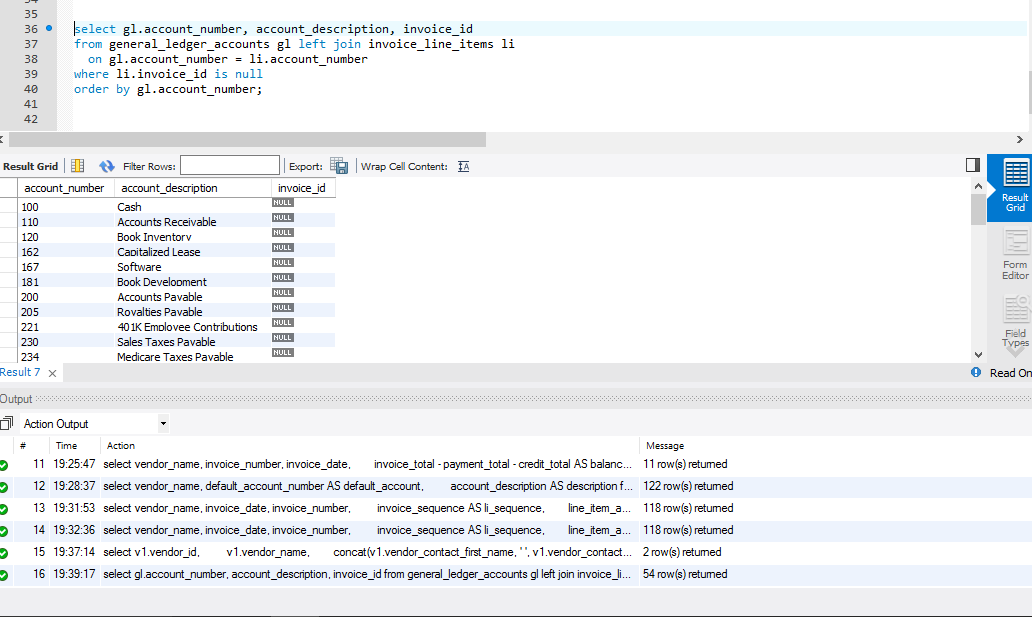 34
35
36 select gl.account_number, account_description, invoice_id
37 from general_ledger_accounts gl left join invoice_line_items li
38 on gl.account_number = li.account_number
39 where li.invoice_id is null
40 order by gl.account_number;
41
42
Result Grid Filter Rows: Export: Wrap Cell Content:
account_number account_description invoice_id
100 Cash NULL
110 Accounts Receivable NULL
120 Book Inventory NULL
162 Capitalized Lease NULL
167 Software NULL
181 Book Development NULL
200 Accounts Payable NULL
205 Royalties Payable NULL
221 401K Employee Contributions NULL
230 Sales Taxes Payable NULL
234 Medicare Taxes Payable NULL
Result
Grid
Form
Editor
Field
Types
Result 7 Read On
Output
Action Output
# Time Action Message
11 19:25:47 select vendor_name, invoice_number, invoice_date, invoice_total - payment_total - credit_total AS balanc... 11 row(s) returned
12 19:28:37 select vendor_name, default_account_number AS default_account, account_description AS description f... 122 row(s) returned
13 19:31:53 select vendor_name, invoice_date, invoice_number, invoice_sequence AS li_sequence, line_item_a... 118 row(s) returned
14 19:32:36 select vendor_name, invoice_date, invoice_number, invoice_sequence AS li_sequence, line_item_a... 118 row(s) returned
15 19:37:14 select v1.vendor_id, v1.vendor_name, concat(v1.vendor_contact_first_name, ' ', v1.vendor_contact... 2 row(s) returned
16 19:39:17 select gl.account_number, account_description, invoice_id from general_ledger_accounts gl left join invoice_li... 54 row(s) returned